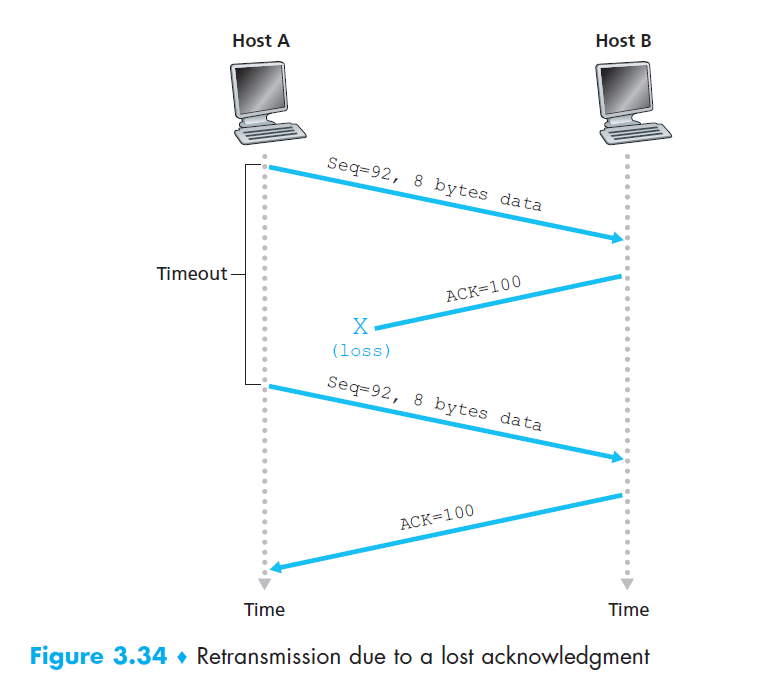 Host A
Host B
Seq=92, 8 bytes data
Timeout
ACK=100
X
(loss)
Seq=92, 8 bytes data
ACK=100
Time
Time
Figure 3.34 ♦ Retransmission due to a lost acknowledgment